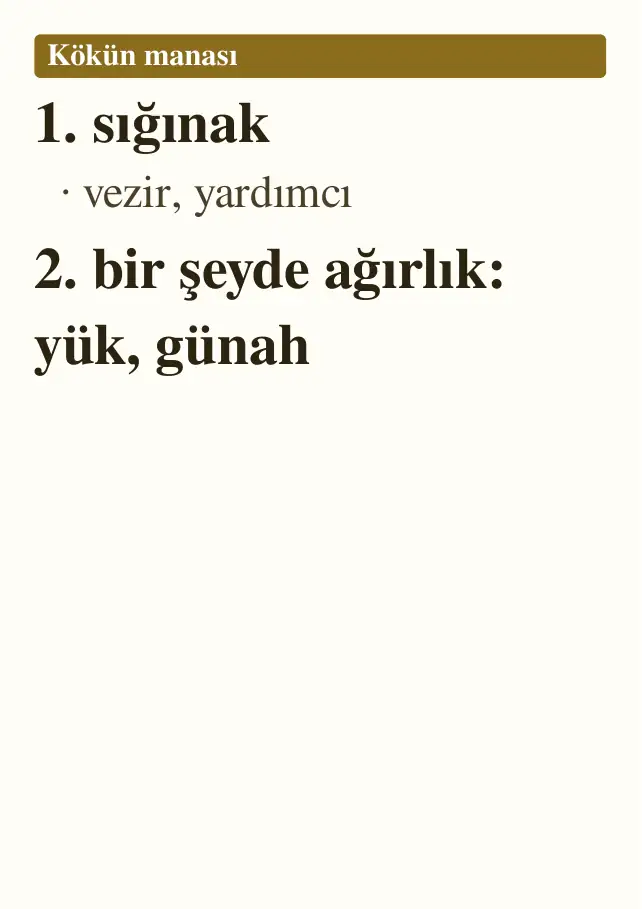 Kökün manası
1. sığınak
· vezir, yardımcı
2. bir şeyde ağırlık:
yük, günah